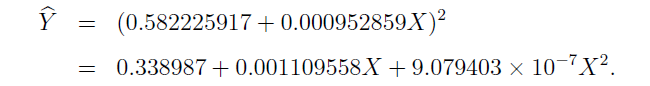 Ŷ = (0.582225917 + 0.000952859X)²
= 0.338987 + 0.001109558X + 9.079403 × 10⁻⁷X².